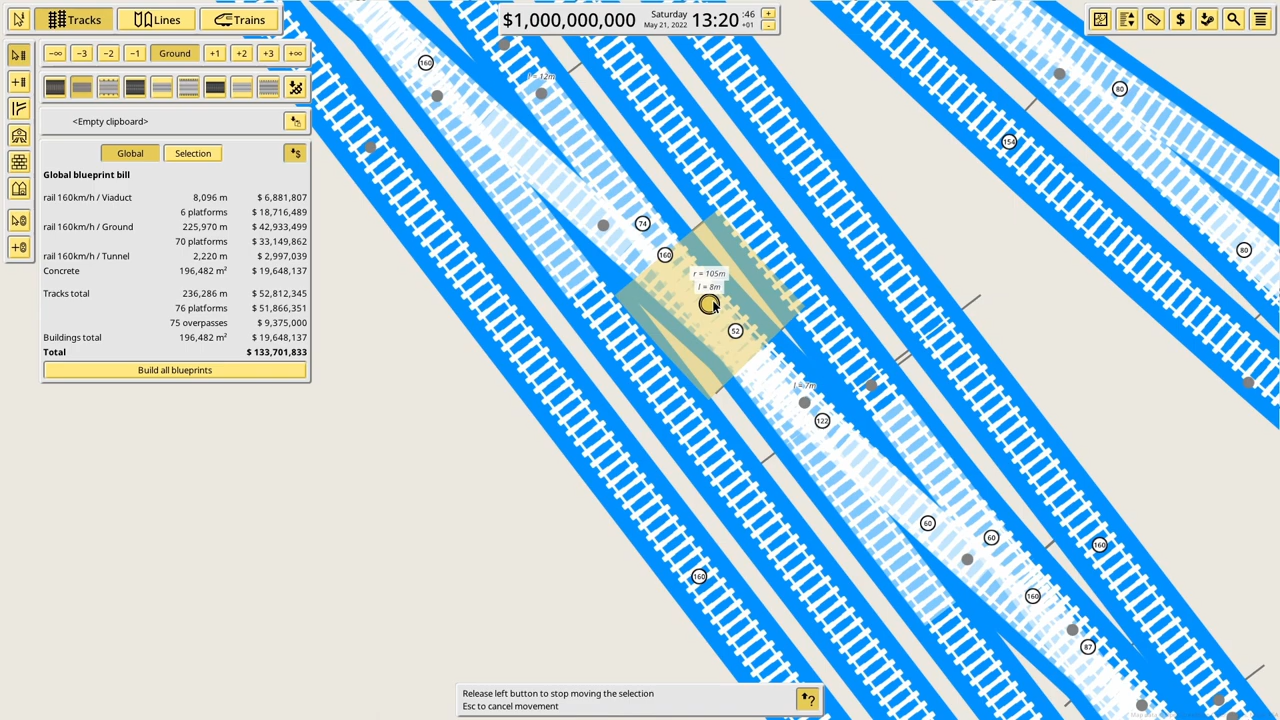 Tracks
Lines
Trains
$1,000,000,000
Saturday
May 21, 2022
13:20
:46
+01
+
-
−∞
−3
−2
−1
Ground
+1
+2
+3
+∞
<Empty clipboard>
Global
Selection
Global blueprint bill
rail 160km/h / Viaduct 8,096 m $ 6,881,807
6 platforms $ 18,716,489
rail 160km/h / Ground 225,970 m $ 42,933,499
70 platforms $ 33,149,862
rail 160km/h / Tunnel 2,220 m $ 2,997,039
Concrete 196,482 m² $ 19,648,137
Tracks total 236,286 m $ 52,812,345
76 platforms $ 51,866,351
75 overpasses $ 9,375,000
Buildings total 196,482 m² $ 19,648,137
Total $ 133,701,833
Build all blueprints
160
l = 12m
80
154
74
80
160
r = 105m
l = 8m
52
l = 7m
122
60
60
160
160
160
87
Release left button to stop moving the selection
Esc to cancel movement
?